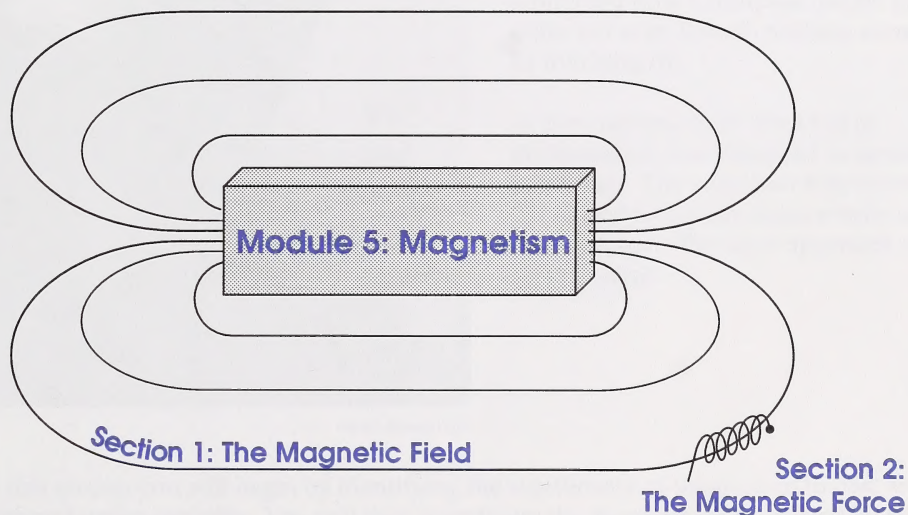 Module 5: Magnetism
Section 1: The Magnetic Field
Section 2:
The Magnetic Force